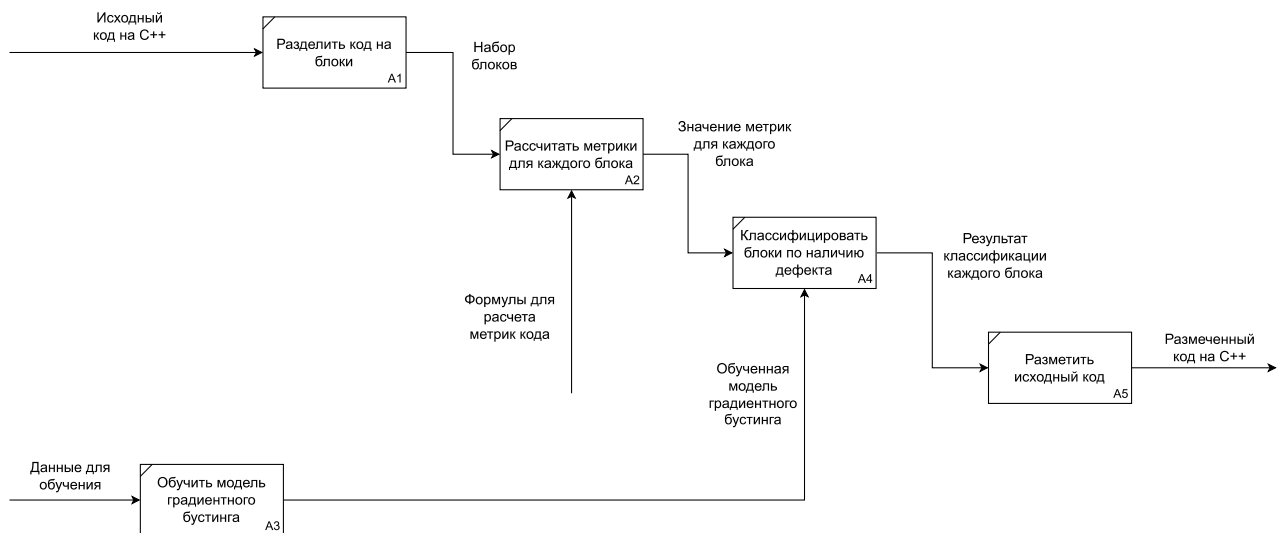 Исходный
код на C++
Разделить код на
блоки
A1
Набор
блоков
Рассчитать метрики
для каждого блока
A2
Значение метрик
для каждого
блока
Классифицировать
блоки по наличию
дефекта
A4
Результат
классификации
каждого блока
Формулы для
расчета
метрик кода
Разметить
исходный код
A5
Размеченный
код на C++
Обученная
модель
градиентного
бустинга
Данные для
обучения
Обучить модель
градиентного
бустинга
A3